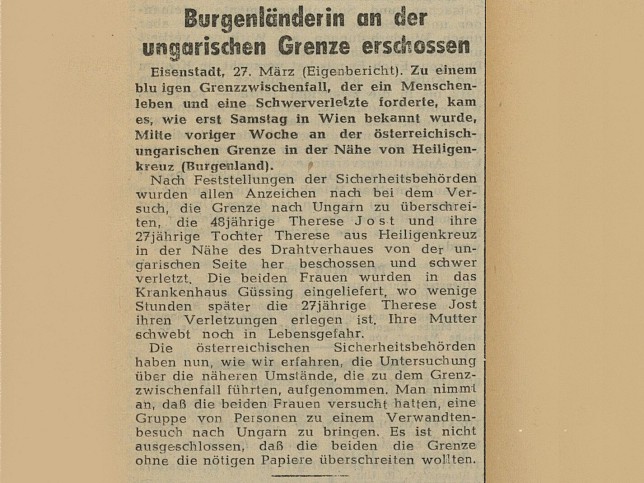 Burgenländerin an der
ungarischen Grenze erschossen
Eisenstadt, 27. März (Eigenbericht). Zu einem
blu igen Grenzzwischenfall, der ein Menschen-
leben und eine Schwerverletzte forderte, kam
es, wie erst Samstag in Wien bekannt wurde,
Mitte voriger Woche an der österreichisch-
ungarischen Grenze in der Nähe von Heiligen-
kreuz (Burgenland).
Nach Feststellungen der Sicherheitsbehörden
wurden allen Anzeichen nach bei dem Ver-
such, die Grenze nach Ungarn zu überschrei-
ten, die 48jährige Therese Jost und ihre
27jährige Tochter Therese aus Heiligenkreuz
in der Nähe des Drahtverhaues von der un-
garischen Seite her beschossen und schwer
verletzt. Die beiden Frauen wurden in das
Krankenhaus Güssing eingeliefert, wo wenige
Stunden später die 27jährige Therese Jost
ihren Verletzungen erlegen ist. Ihre Mutter
schwebt noch in Lebensgefahr.
Die österreichischen Sicherheitsbehörden
haben nun, wie wir erfahren, die Untersuchung
über die näheren Umstände, die zu dem Grenz-
zwischenfall führten, aufgenommen. Man nimmt
an, daß die beiden Frauen versucht hatten, eine
Gruppe von Personen zu einem Verwandten-
besuch nach Ungarn zu bringen. Es ist nicht
ausgeschlossen, daß die beiden die Grenze
ohne die nötigen Papiere überschreiten wollten.